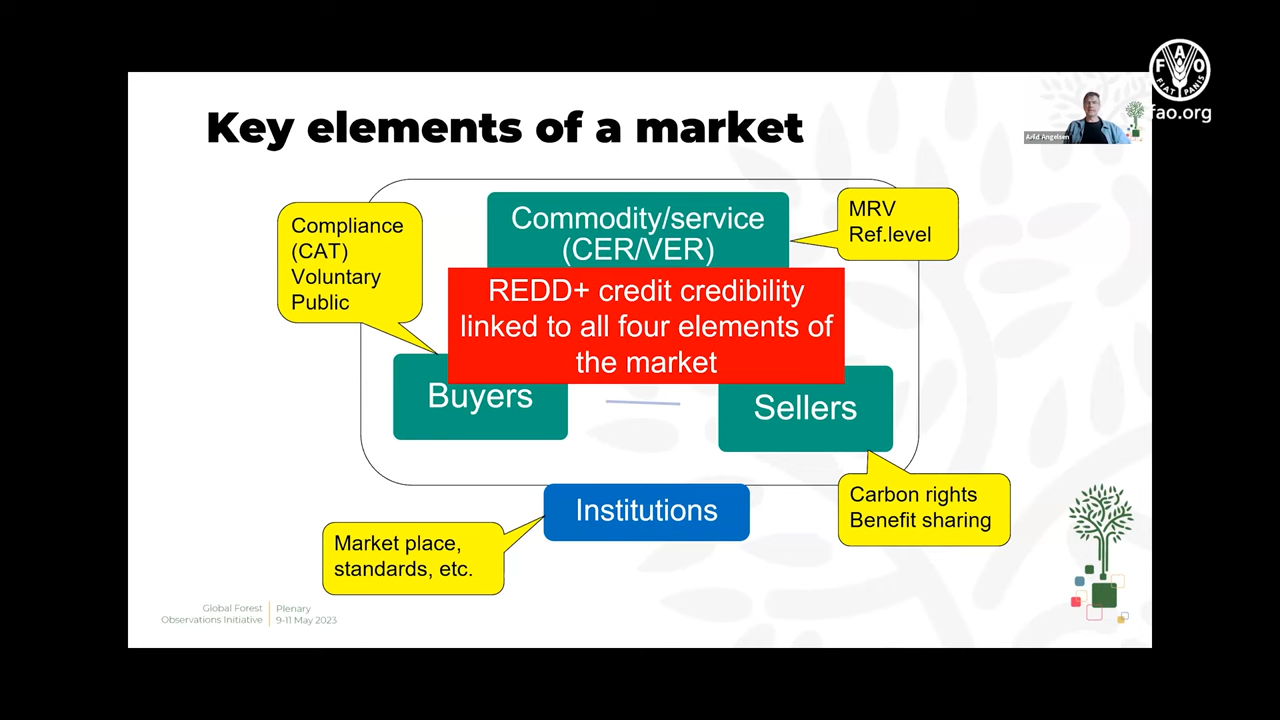 FAO
FIAT PANIS
fao.org
Key elements of a market
Arild Angelsen
Compliance
(CAT)
Voluntary
Public
Commodity/service
(CER/VER)
MRV
Ref.level
REDD+ credit credibility
linked to all four elements of
the market
Buyers
Sellers
Institutions
Carbon rights
Benefit sharing
Market place,
standards, etc.
Global Forest
Observations Initiative
Plenary
9-11 May 2023